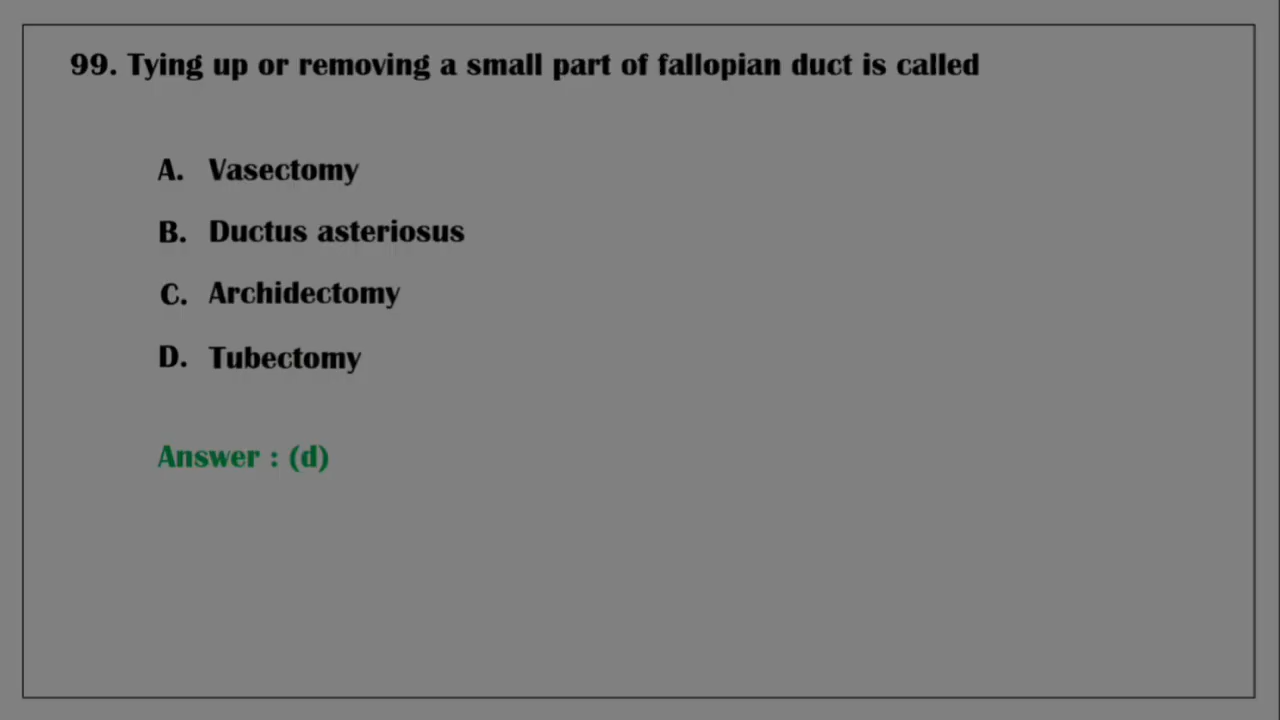 99. Tying up or removing a small part of fallopian duct is called
A. Vasectomy
B. Ductus asteriosus
C. Archidectomy
D. Tubectomy
Answer : (d)